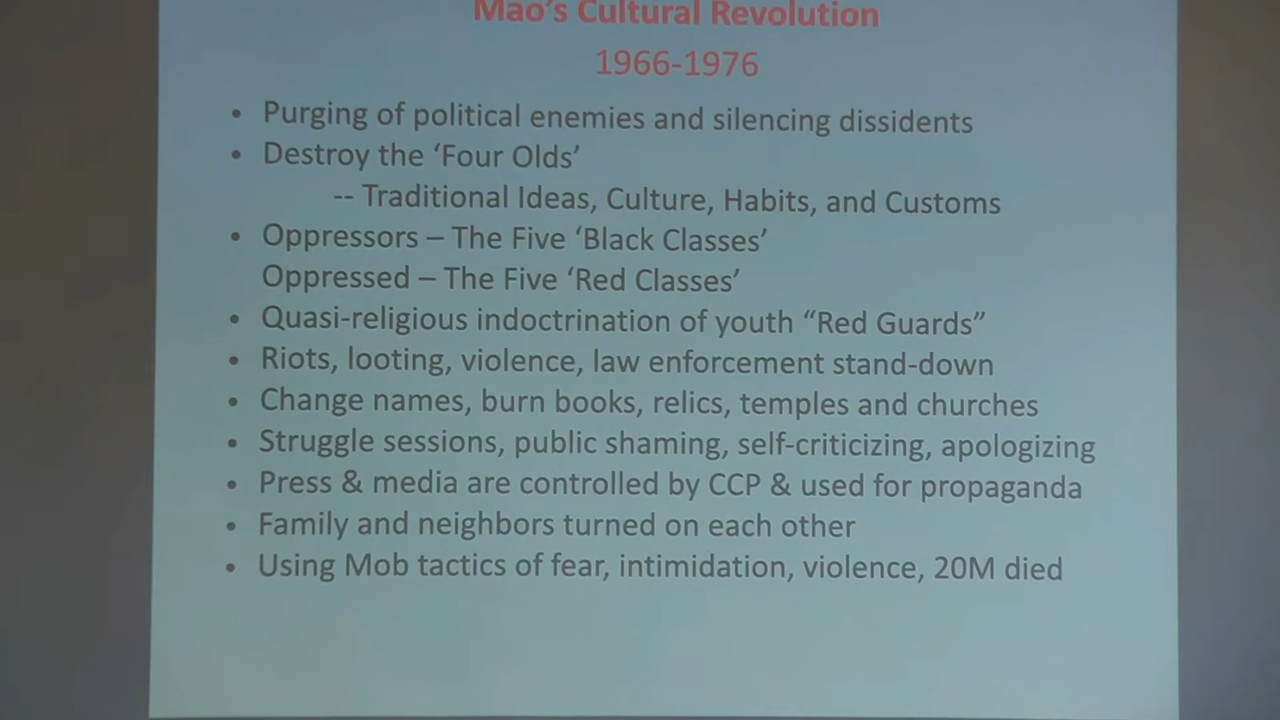 Mao's Cultural Revolution
1966-1976
• Purging of political enemies and silencing dissidents
• Destroy the ‘Four Olds’
-- Traditional Ideas, Culture, Habits, and Customs
• Oppressors – The Five ‘Black Classes’
Oppressed – The Five ‘Red Classes’
• Quasi-religious indoctrination of youth “Red Guards”
• Riots, looting, violence, law enforcement stand-down
• Change names, burn books, relics, temples and churches
• Struggle sessions, public shaming, self-criticizing, apologizing
• Press & media are controlled by CCP & used for propaganda
• Family and neighbors turned on each other
• Using Mob tactics of fear, intimidation, violence, 20M died